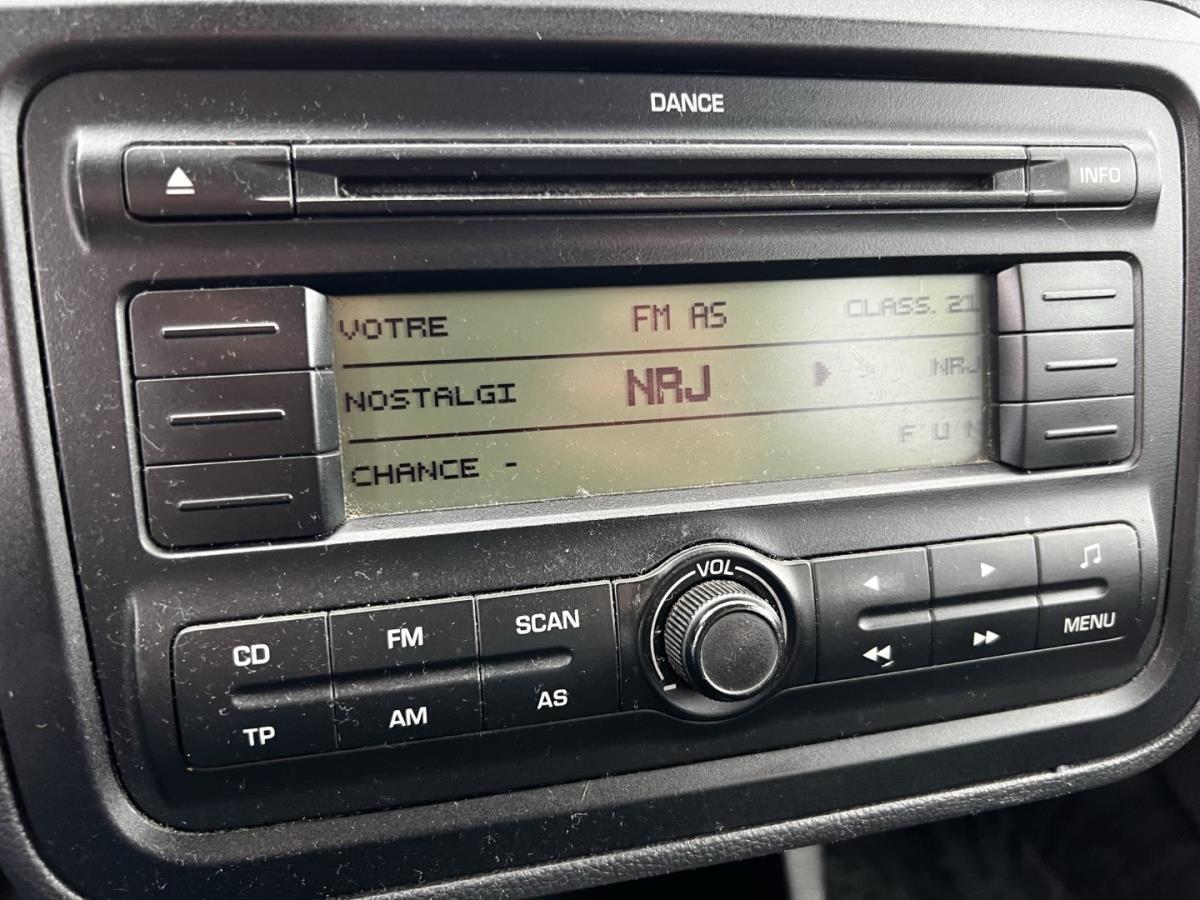 DANCE
INFO
VOTRE FM AS CLASS. 21
NOSTALGI NRJ NRJ
CHANCE - F U N
VOL
CD FM SCAN
TP AM AS
MENU